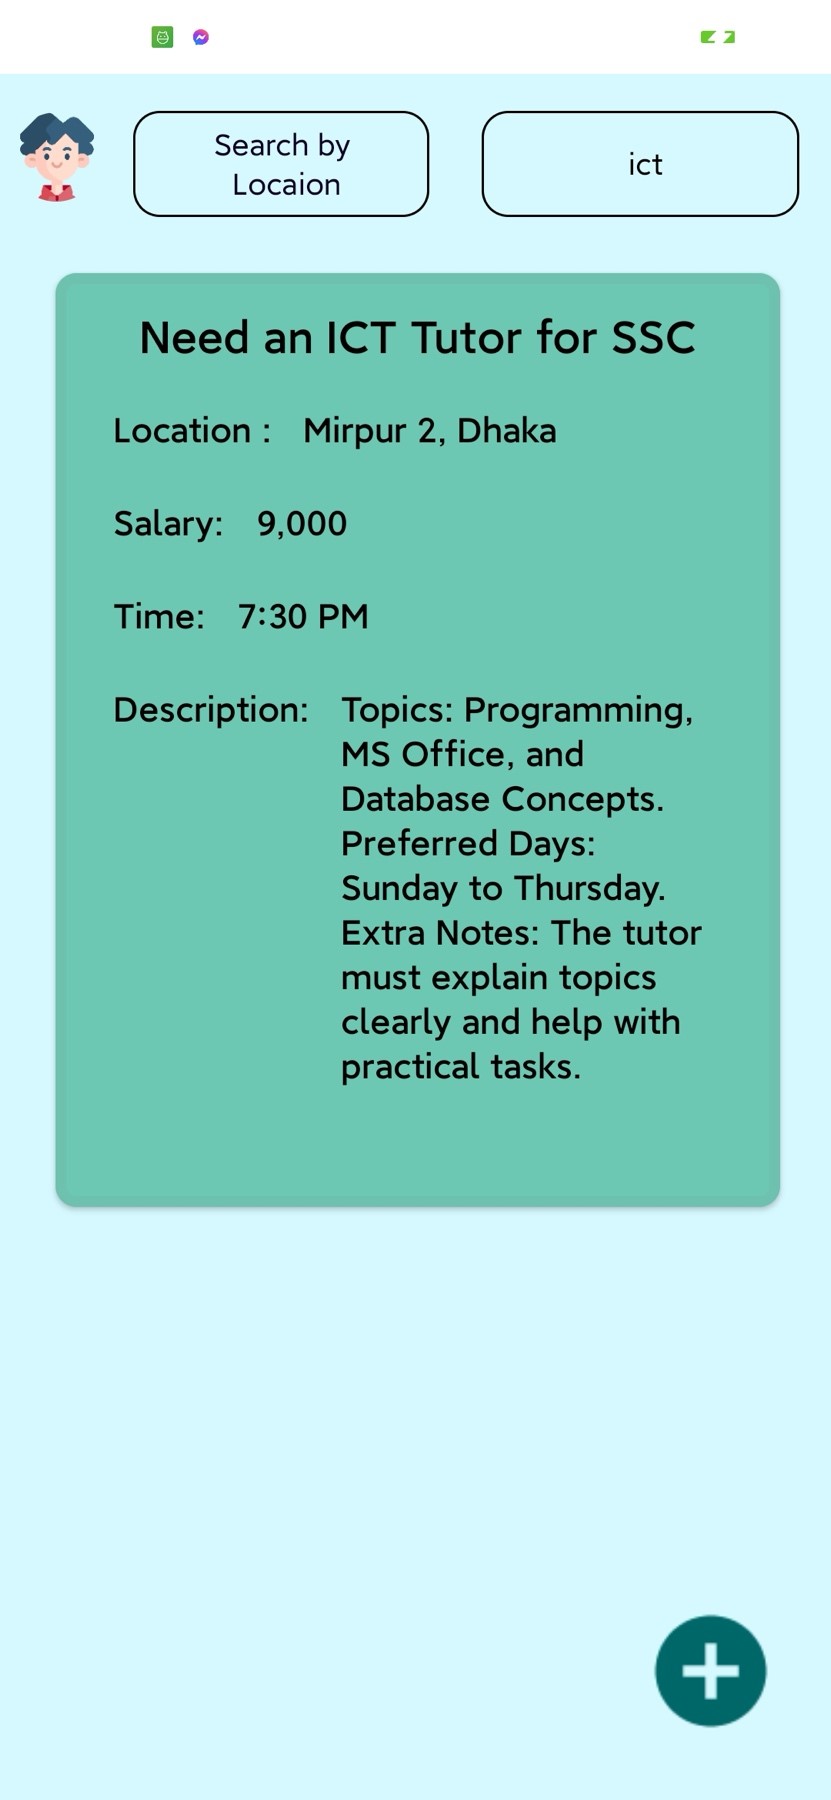 Search by
Locaion
ict
Need an ICT Tutor for SSC
Location : Mirpur 2, Dhaka
Salary: 9,000
Time: 7:30 PM
Description: Topics: Programming,
MS Office, and
Database Concepts.
Preferred Days:
Sunday to Thursday.
Extra Notes: The tutor
must explain topics
clearly and help with
practical tasks.